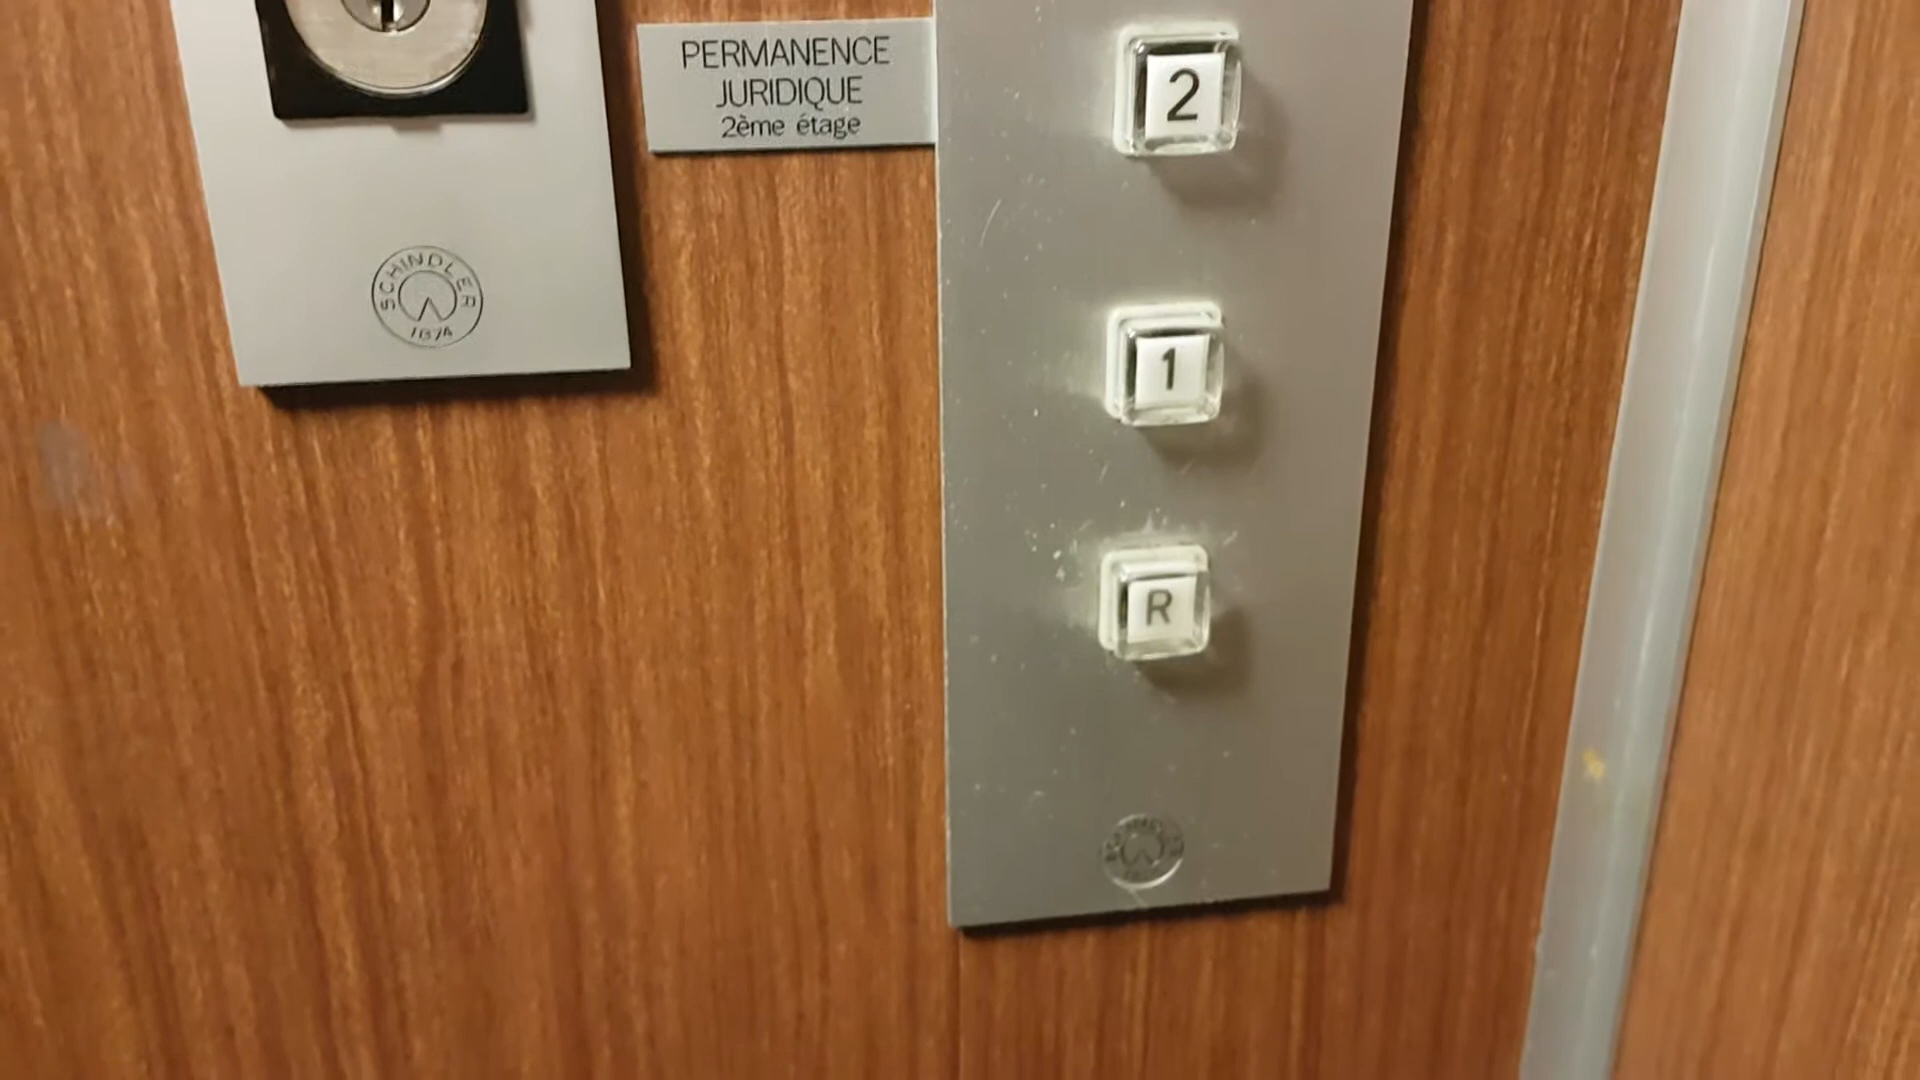 PERMANENCE
JURIDIQUE
2ème étage
SCHINDLER
1874
2
1
R